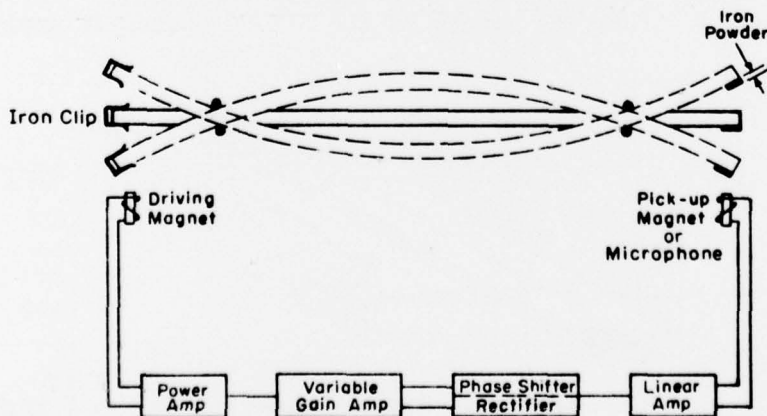 Iron
Powder
Iron Clip
Driving
Magnet
Pick-up
Magnet
or
Microphone
Power
Amp
Variable
Gain Amp
Phase Shifter
Rectifier
Linear
Amp